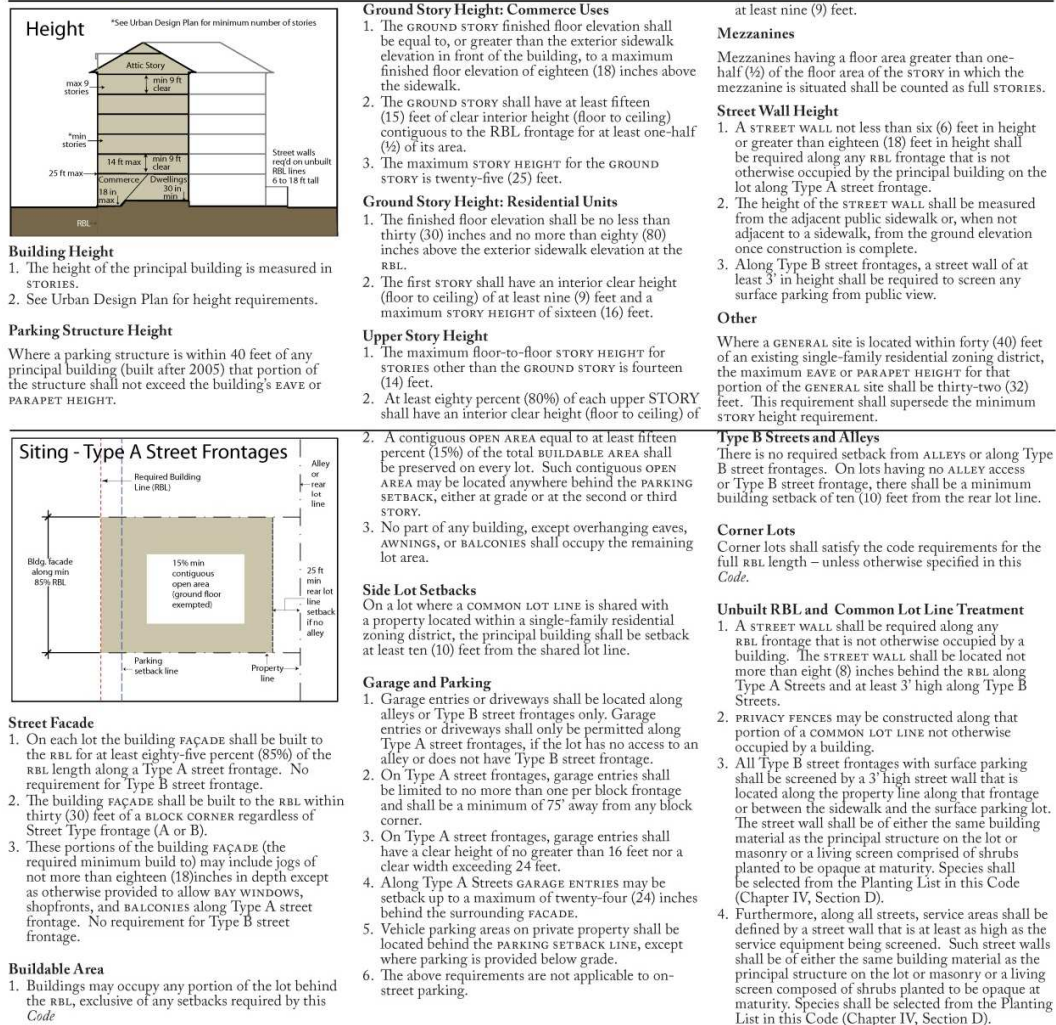 Height
*See Urban Design Plan for minimum number of stories
Attic Story
max 9
stories
min 9 ft
clear
*min
stories
14 ft max
min 9 ft
clear
25 ft max
Commerce
Dwellings
18 in
max
30 in
min
Street walls
req'd on unbuilt
RBL lines
6 to 18 ft tall
RBL
Building Height
1. The height of the principal building is measured in
STORIES.
2. See Urban Design Plan for height requirements.
Parking Structure Height
Where a parking structure is within 40 feet of any
principal building (built after 2005) that portion of
the structure shall not exceed the building's EAVE or
PARAPET HEIGHT.
Ground Story Height: Commerce Uses
1. The GROUND STORY finished floor elevation shall
be equal to, or greater than the exterior sidewalk
elevation in front of the building, to a maximum
finished floor elevation of eighteen (18) inches above
the sidewalk.
2. The GROUND STORY shall have at least fifteen
(15) feet of clear interior height (floor to ceiling)
contiguous to the RBL frontage for at least one-half
(½) of its area.
3. The maximum STORY HEIGHT for the GROUND
STORY is twenty-five (25) feet.
Ground Story Height: Residential Units
1. The finished floor elevation shall be no less than
thirty (30) inches and no more than eighty (80)
inches above the exterior sidewalk elevation at the
RBL.
2. The first STORY shall have an interior clear height
(floor to ceiling) of at least nine (9) feet and a
maximum STORY HEIGHT of sixteen (16) feet.
Upper Story Height
1. The maximum floor-to-floor STORY HEIGHT for
STORIES other than the GROUND STORY is fourteen
(14) feet.
2. At least eighty percent (80%) of each upper STORY
shall have an interior clear height (floor to ceiling) of
at least nine (9) feet.
Mezzanines
Mezzanines having a floor area greater than one-
half (½) of the floor area of the STORY in which the
mezzanine is situated shall be counted as full STORIES.
Street Wall Height
1. A STREET WALL not less than six (6) feet in height
or greater than eighteen (18) feet in height shall
be required along any RBL frontage that is not
otherwise occupied by the principal building on the
lot along Type A street frontage.
2. The height of the STREET WALL shall be measured
from the adjacent public sidewalk or, when not
adjacent to a sidewalk, from the ground elevation
once construction is complete.
3. Along Type B street frontages, a street wall of at
least 3' in height shall be required to screen any
surface parking from public view.
Other
Where a GENERAL site is located within forty (40) feet
of an existing single-family residential zoning district,
the maximum EAVE or PARAPET HEIGHT for that
portion of the GENERAL site shall be thirty-two (32)
feet. This requirement shall supersede the minimum
STORY height requirement.
Siting - Type A Street Frontages
Required Building
Line (RBL)
Alley
or
rear
lot
line
Bldg. facade
along min
85% RBL
15% min
contiguous
open area
(ground floor
exempted)
25 ft
min
rear lot
line
setback
if no
alley
Parking
setback line
Property
line
Street Facade
1. On each lot the building FAÇADE shall be built to
the RBL for at least eighty-five percent (85%) of the
RBL length along a Type A street frontage. No
requirement for Type B street frontage.
2. The building FAÇADE shall be built to the RBL within
thirty (30) feet of a BLOCK CORNER regardless of
Street Type frontage (A or B).
3. These portions of the building FAÇADE (the
required minimum build to) may include jogs of
not more than eighteen (18)inches in depth except
as otherwise provided to allow BAY WINDOWS,
shopfronts, and BALCONIES along Type A street
frontage. No requirement for Type B street
frontage.
Buildable Area
1. Buildings may occupy any portion of the lot behind
the RBL, exclusive of any setbacks required by this
Code
2. A contiguous OPEN AREA equal to at least fifteen
percent (15%) of the total BUILDABLE AREA shall
be preserved on every lot. Such contiguous OPEN
AREA may be located anywhere behind the PARKING
SETBACK, either at grade or at the second or third
STORY.
3. No part of any building, except overhanging eaves,
AWNINGS, or BALCONIES shall occupy the remaining
lot area.
Side Lot Setbacks
On a lot where a COMMON LOT LINE is shared with
a property located within a single-family residential
zoning district, the principal building shall be setback
at least ten (10) feet from the shared lot line.
Garage and Parking
1. Garage entries or driveways shall be located along
alleys or Type B street frontages only. Garage
entries or driveways shall only be permitted along
Type A street frontages, if the lot has no access to an
alley or does not have Type B street frontage.
2. On Type A street frontages, garage entries shall
be limited to no more than one per block frontage
and shall be a minimum of 75' away from any block
corner.
3. On Type A street frontages, garage entries shall
have a clear height of no greater than 16 feet nor a
clear width exceeding 24 feet.
4. Along Type A Streets GARAGE ENTRIES may be
setback up to a maximum of twenty-four (24) inches
behind the surrounding FACADE.
5. Vehicle parking areas on private property shall be
located behind the PARKING SETBACK LINE, except
where parking is provided below grade.
6. The above requirements are not applicable to on-
street parking.
Type B Streets and Alleys
There is no required setback from ALLEYS or along Type
B street frontages. On lots having no ALLEY access
or Type B street frontage, there shall be a minimum
building setback of ten (10) feet from the rear lot line.
Corner Lots
Corner lots shall satisfy the code requirements for the
full RBL length – unless otherwise specified in this
Code.
Unbuilt RBL and Common Lot Line Treatment
1. A STREET WALL shall be required along any
RBL frontage that is not otherwise occupied by a
building. The STREET WALL shall be located not
more than eight (8) inches behind the RBL along
Type A Streets and at least 3' high along Type B
Streets.
2. PRIVACY FENCES may be constructed along that
portion of a COMMON LOT LINE not otherwise
occupied by a building.
3. All Type B street frontages with surface parking
shall be screened by a 3' high street wall that is
located along the property line along that frontage
or between the sidewalk and the surface parking lot.
The street wall shall be of either the same building
material as the principal structure on the lot or
masonry or a living screen comprised of shrubs
planted to be opaque at maturity. Species shall
be selected from the Planting List in this Code
(Chapter IV, Section D).
4. Furthermore, along all streets, service areas shall be
defined by a street wall that is at least as high as the
service equipment being screened. Such street walls
shall be of either the same building material as the
principal structure on the lot or masonry or a living
screen composed of shrubs planted to be opaque at
maturity. Species shall be selected from the Planting
List in this Code (Chapter IV, Section D).